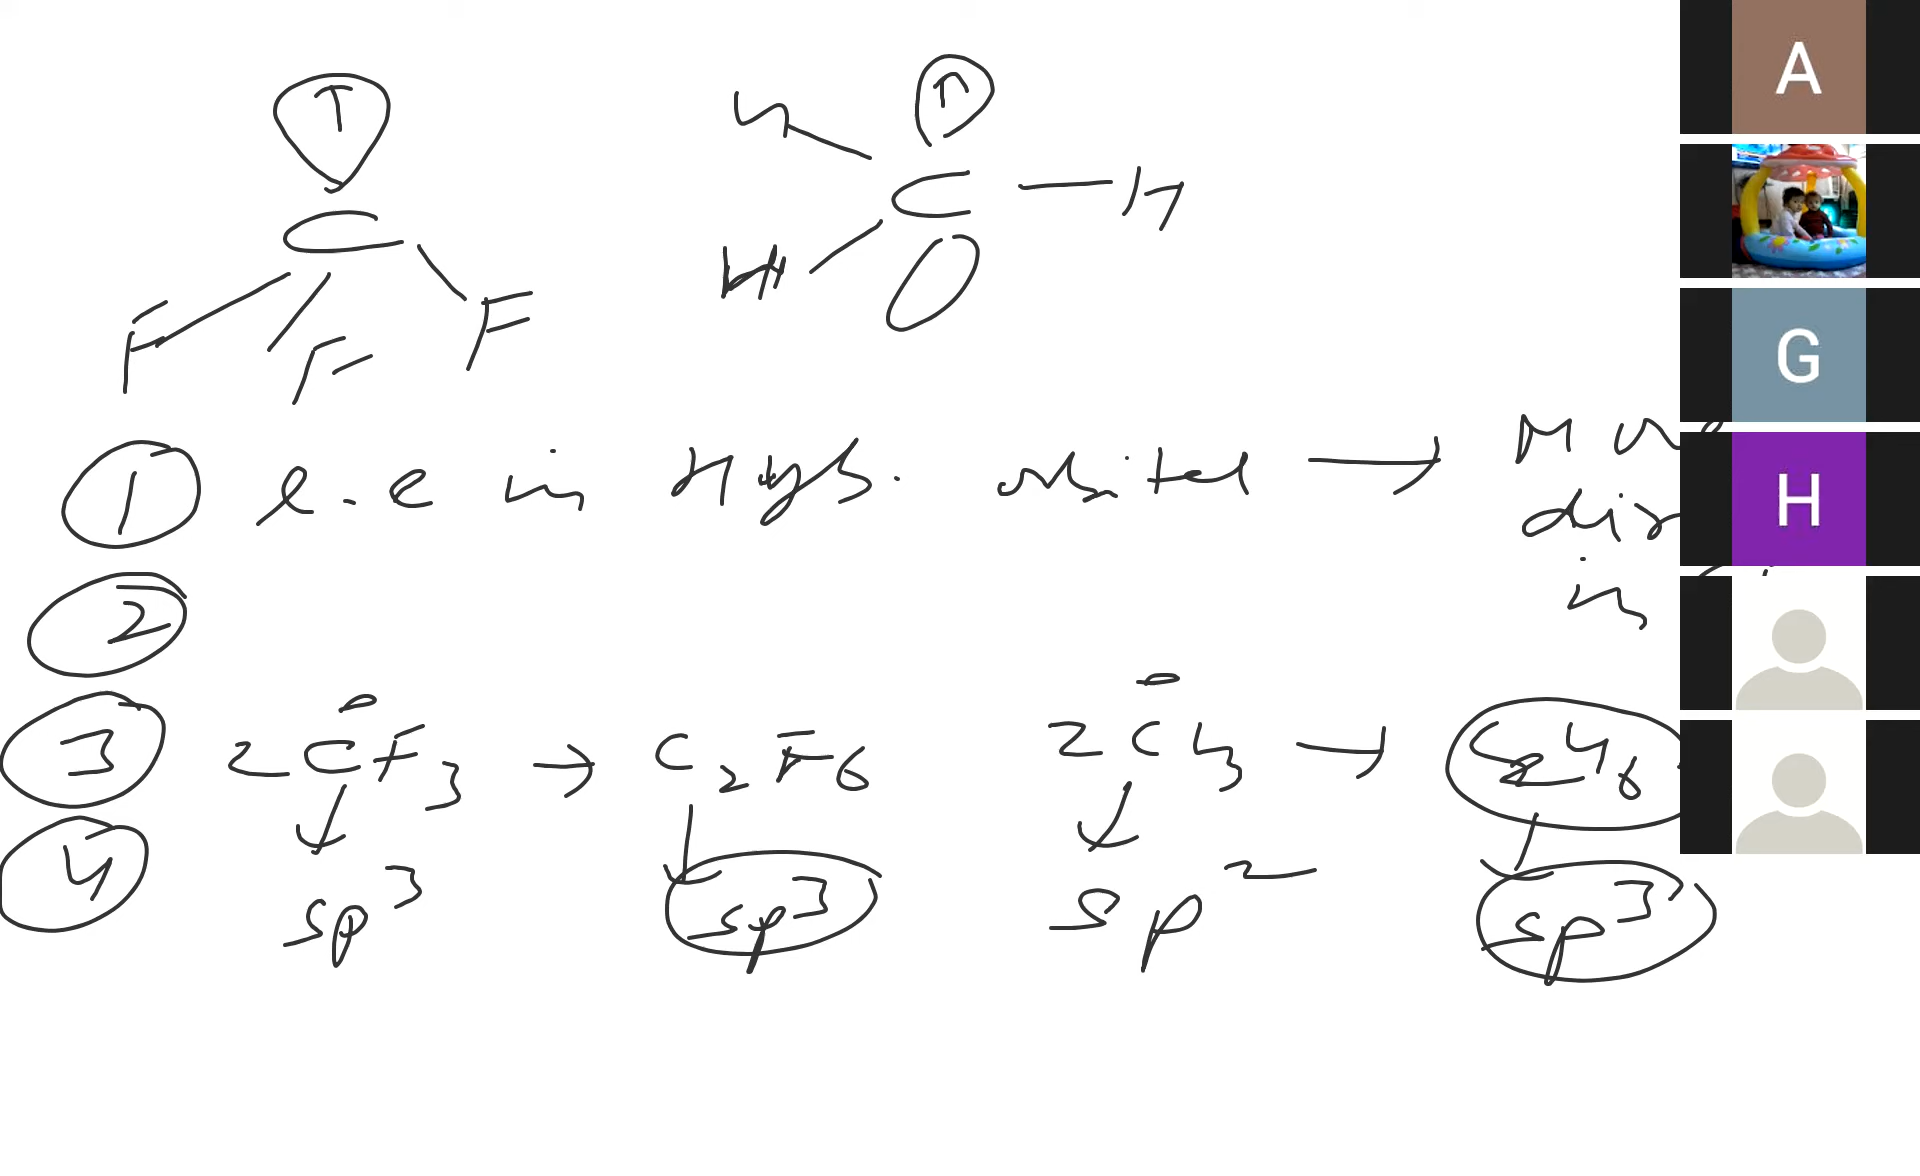 C
F F F
H C H
H
1 e in Hyb. orbital →
dis
in
2
3 2CF3 → C2F6 2CH3 → C2H6
4 sp3 sp3 sp2 sp3
A
G
H